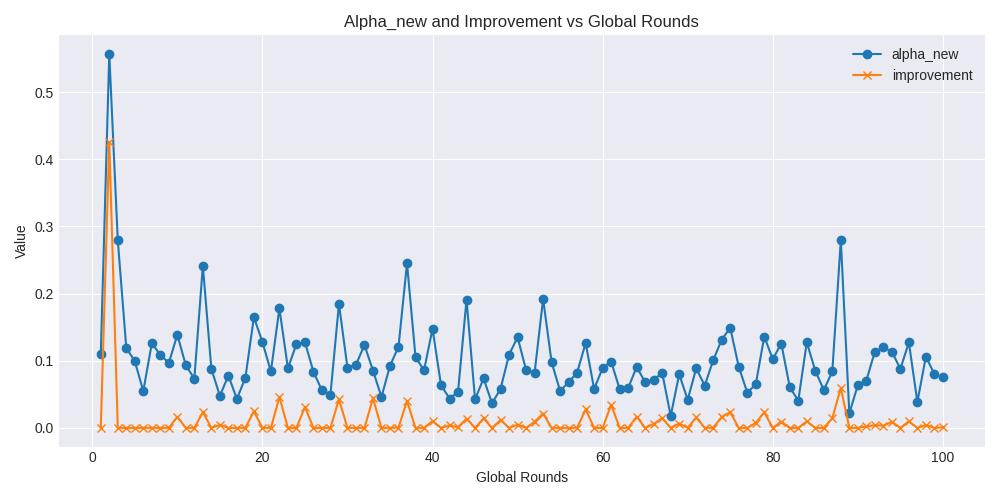 Alpha_new and Improvement vs Global Rounds
alpha_new
improvement
Value
0.5
0.4
0.3
0.2
0.1
0.0
0 20 40 60 80 100
Global Rounds